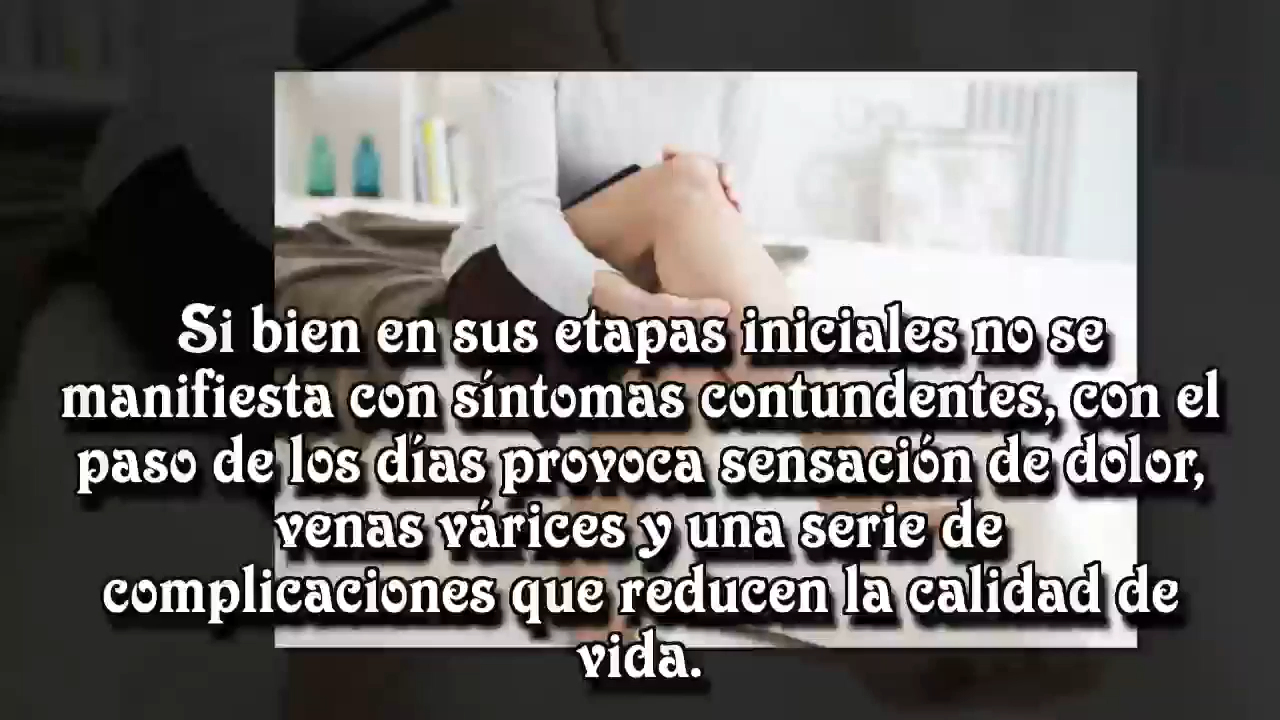 Si bien en sus etapas iniciales no se
manifiesta con síntomas contundentes, con el
paso de los días provoca sensación de dolor,
venas várices y una serie de
complicaciones que reducen la calidad de
vida.